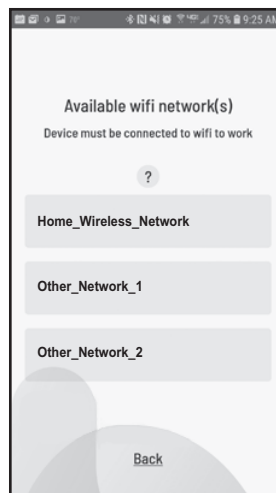 75% 9:25 AM
Available wifi network(s)
Device must be connected to wifi to work
?
Home_Wireless_Network
Other_Network_1
Other_Network_2
Back